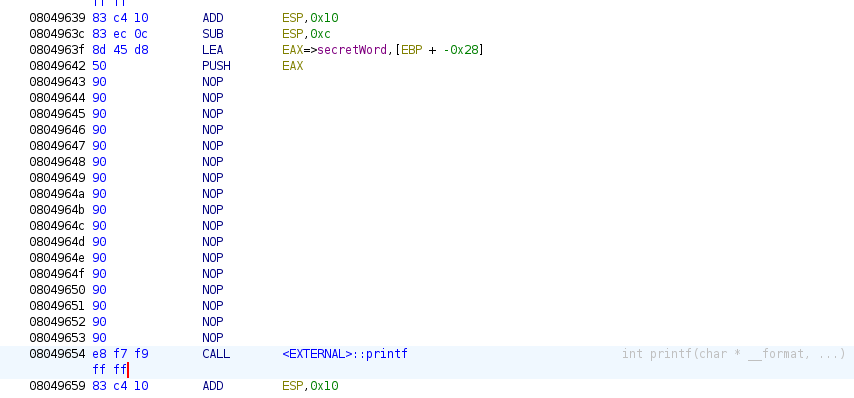 ff ff
08049639 83 c4 10 ADD ESP,0x10
0804963c 83 ec 0c SUB ESP,0xc
0804963f 8d 45 d8 LEA EAX=>secretWord,[EBP + -0x28]
08049642 50 PUSH EAX
08049643 90 NOP
08049644 90 NOP
08049645 90 NOP
08049646 90 NOP
08049647 90 NOP
08049648 90 NOP
08049649 90 NOP
0804964a 90 NOP
0804964b 90 NOP
0804964c 90 NOP
0804964d 90 NOP
0804964e 90 NOP
0804964f 90 NOP
08049650 90 NOP
08049651 90 NOP
08049652 90 NOP
08049653 90 NOP
08049654 e8 f7 f9 CALL <EXTERNAL>::printf int printf(char * __format, ...)
ff ff
08049659 83 c4 10 ADD ESP,0x10